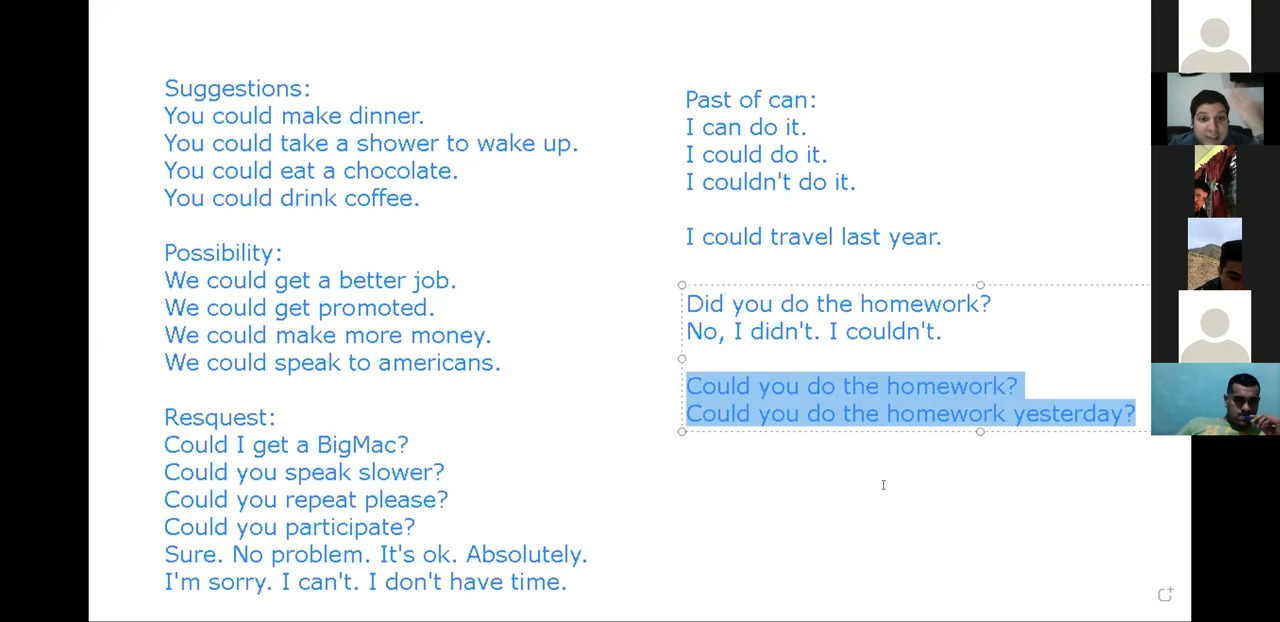 Suggestions:
You could make dinner.
You could take a shower to wake up.
You could eat a chocolate.
You could drink coffee.
Possibility:
We could get a better job.
We could get promoted.
We could make more money.
We could speak to americans.
Resquest:
Could I get a BigMac?
Could you speak slower?
Could you repeat please?
Could you participate?
Sure. No problem. It's ok. Absolutely.
I'm sorry. I can't. I don't have time.
Past of can:
I can do it.
I could do it.
I couldn't do it.
I could travel last year.
Did you do the homework?
No, I didn't. I couldn't.
Could you do the homework?
Could you do the homework yesterday?